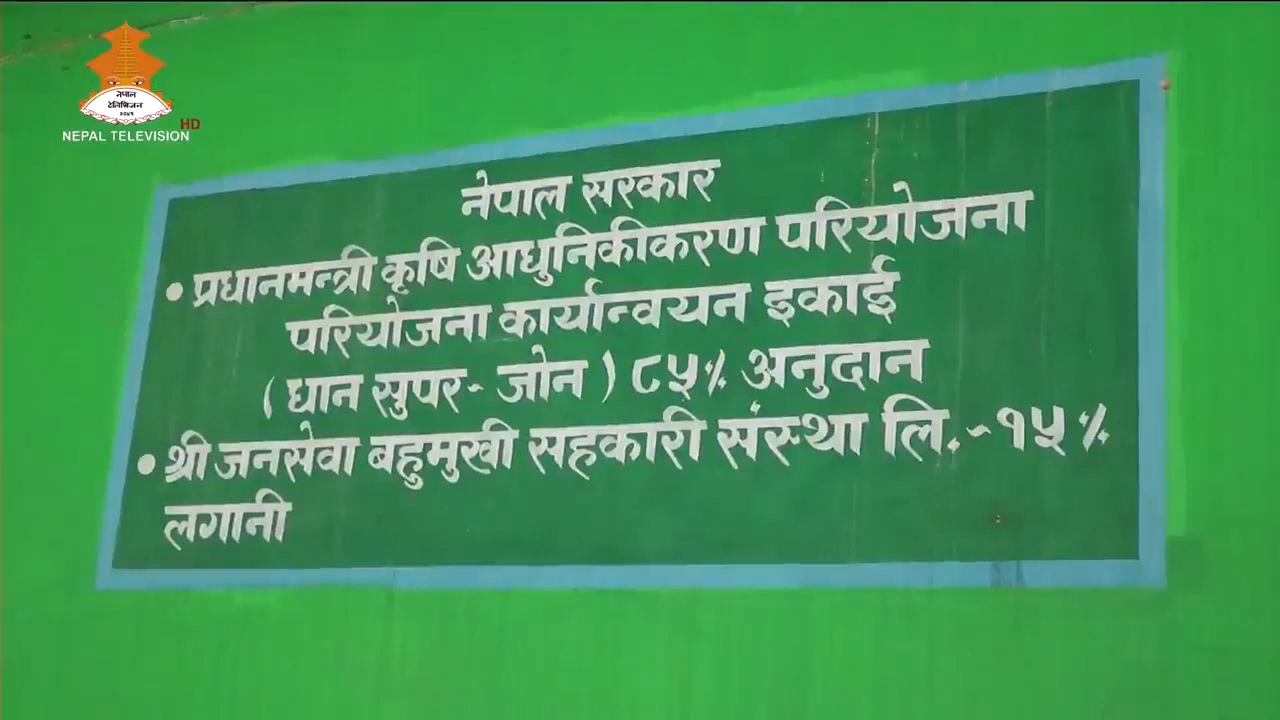 नेपाल
टेलिभिजन
२०४१
NEPAL TELEVISION HD
नेपाल सरकार
• प्रधानमन्त्री कृषि आधुनिकीकरण परियोजना
परियोजना कार्यान्वयन इकाई
( धान सुपर- जोन ) ८५% अनुदान
• श्री जनसेवा बहुमुखी सहकारी संस्था लि.-१५%
लगानी